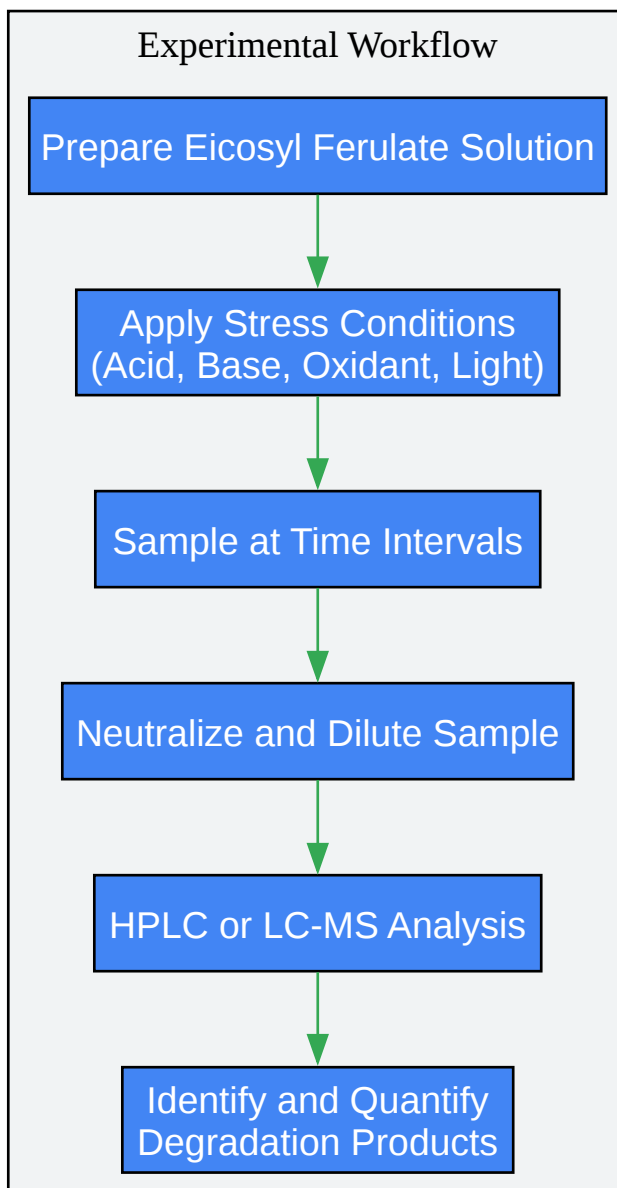 Experimental Workflow
Prepare Eicosyl Ferulate Solution
Apply Stress Conditions
(Acid, Base, Oxidant, Light)
Sample at Time Intervals
Neutralize and Dilute Sample
HPLC or LC-MS Analysis
Identify and Quantify
Degradation Products